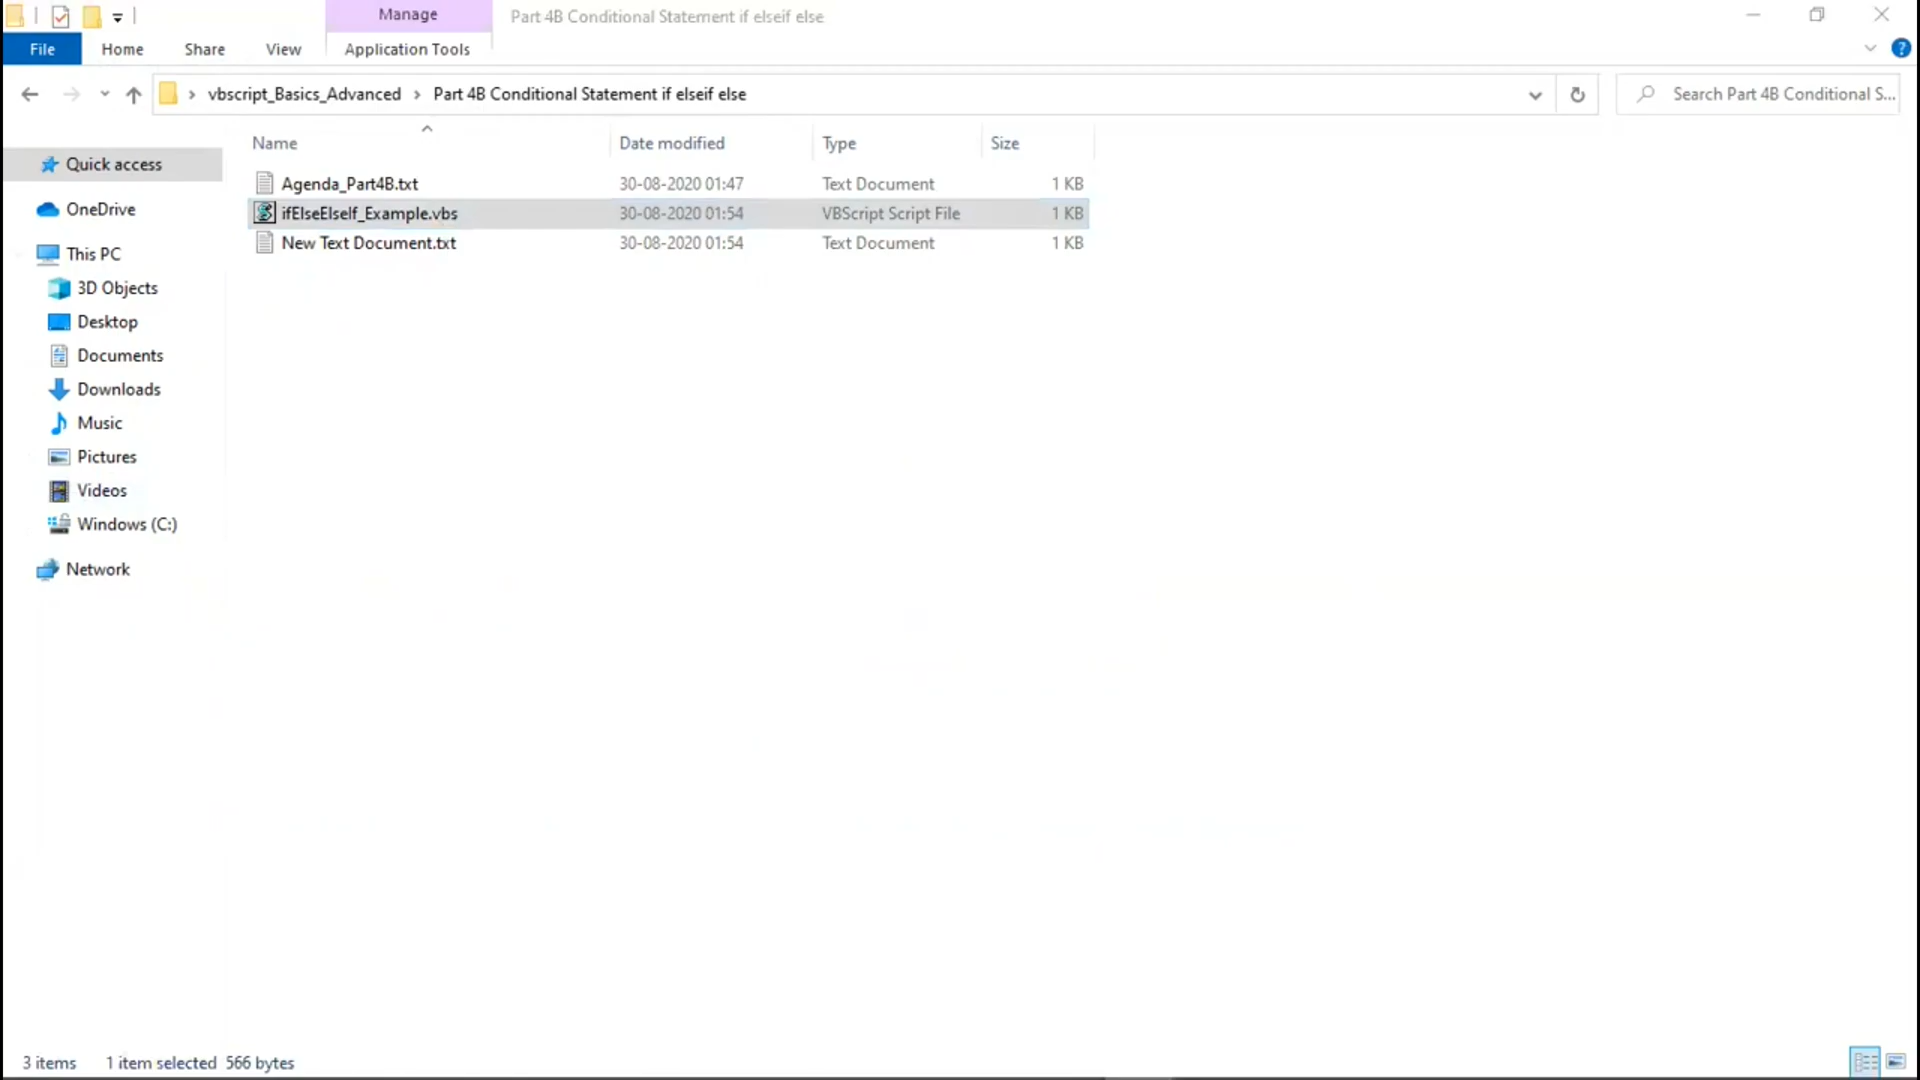 Manage
Part 4B Conditional Statement if elseif else
File
Home
Share
View
Application Tools
vbscript_Basics_Advanced
Part 4B Conditional Statement if elseif else
Search Part 4B Conditional S...
Name
Date modified
Type
Size
Quick access
OneDrive
This PC
3D Objects
Desktop
Documents
Downloads
Music
Pictures
Videos
Windows (C:)
Network
Agenda_Part4B.txt 30-08-2020 01:47 Text Document 1 KB
ifElseElseIf_Example.vbs 30-08-2020 01:54 VBScript Script File 1 KB
New Text Document.txt 30-08-2020 01:54 Text Document 1 KB
3 items
1 item selected 566 bytes